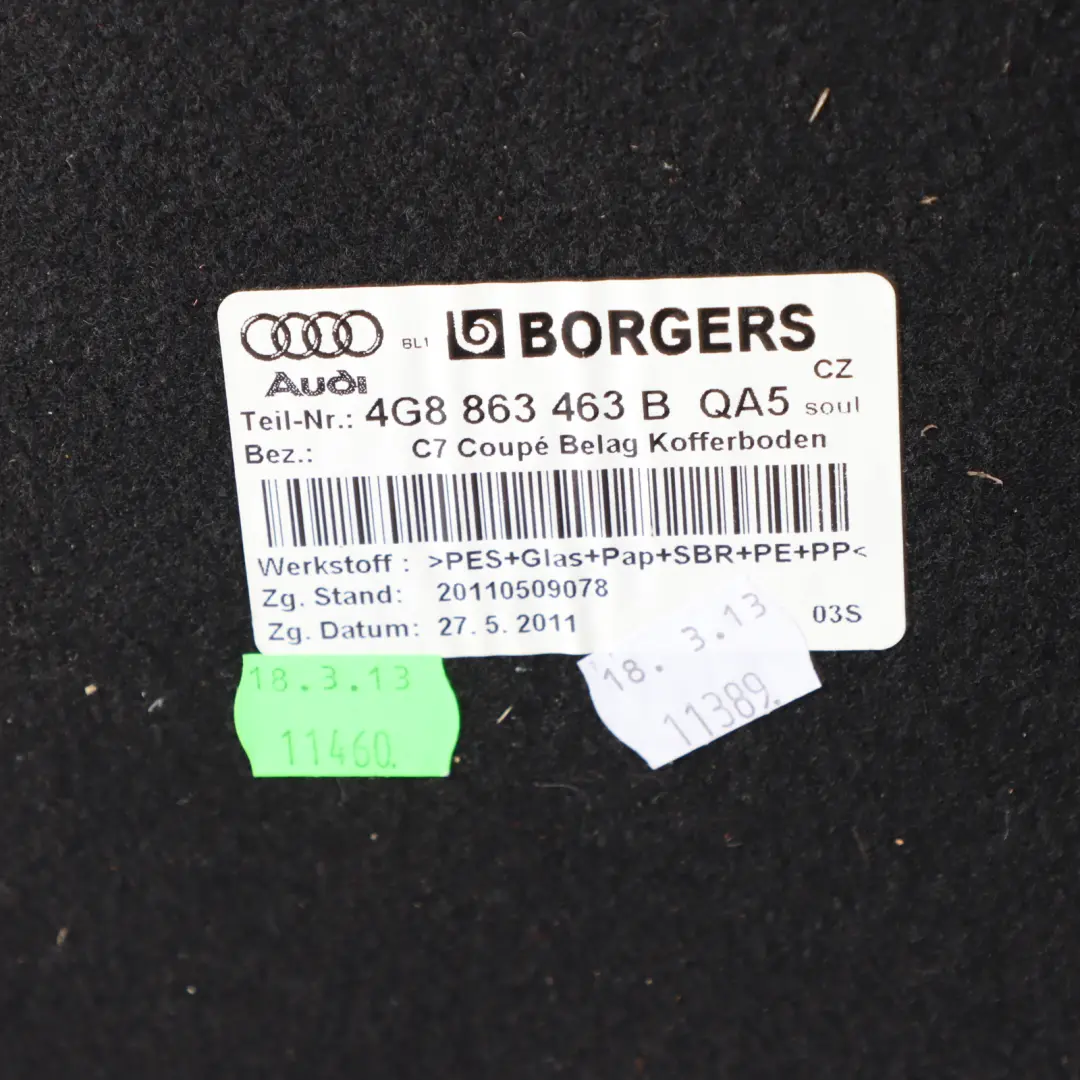 BL1 BORGERS
Audi CZ
Teil-Nr.: 4G8 863 463 B QA5 soul
Bez.: C7 Coupé Belag Kofferboden
Werkstoff : >PES+Glas+Pap+SBR+PE+PP<
Zg. Stand: 20110509078
Zg. Datum: 27. 5. 2011 03S
18.3.13
11460.
18. 3.13
11389.